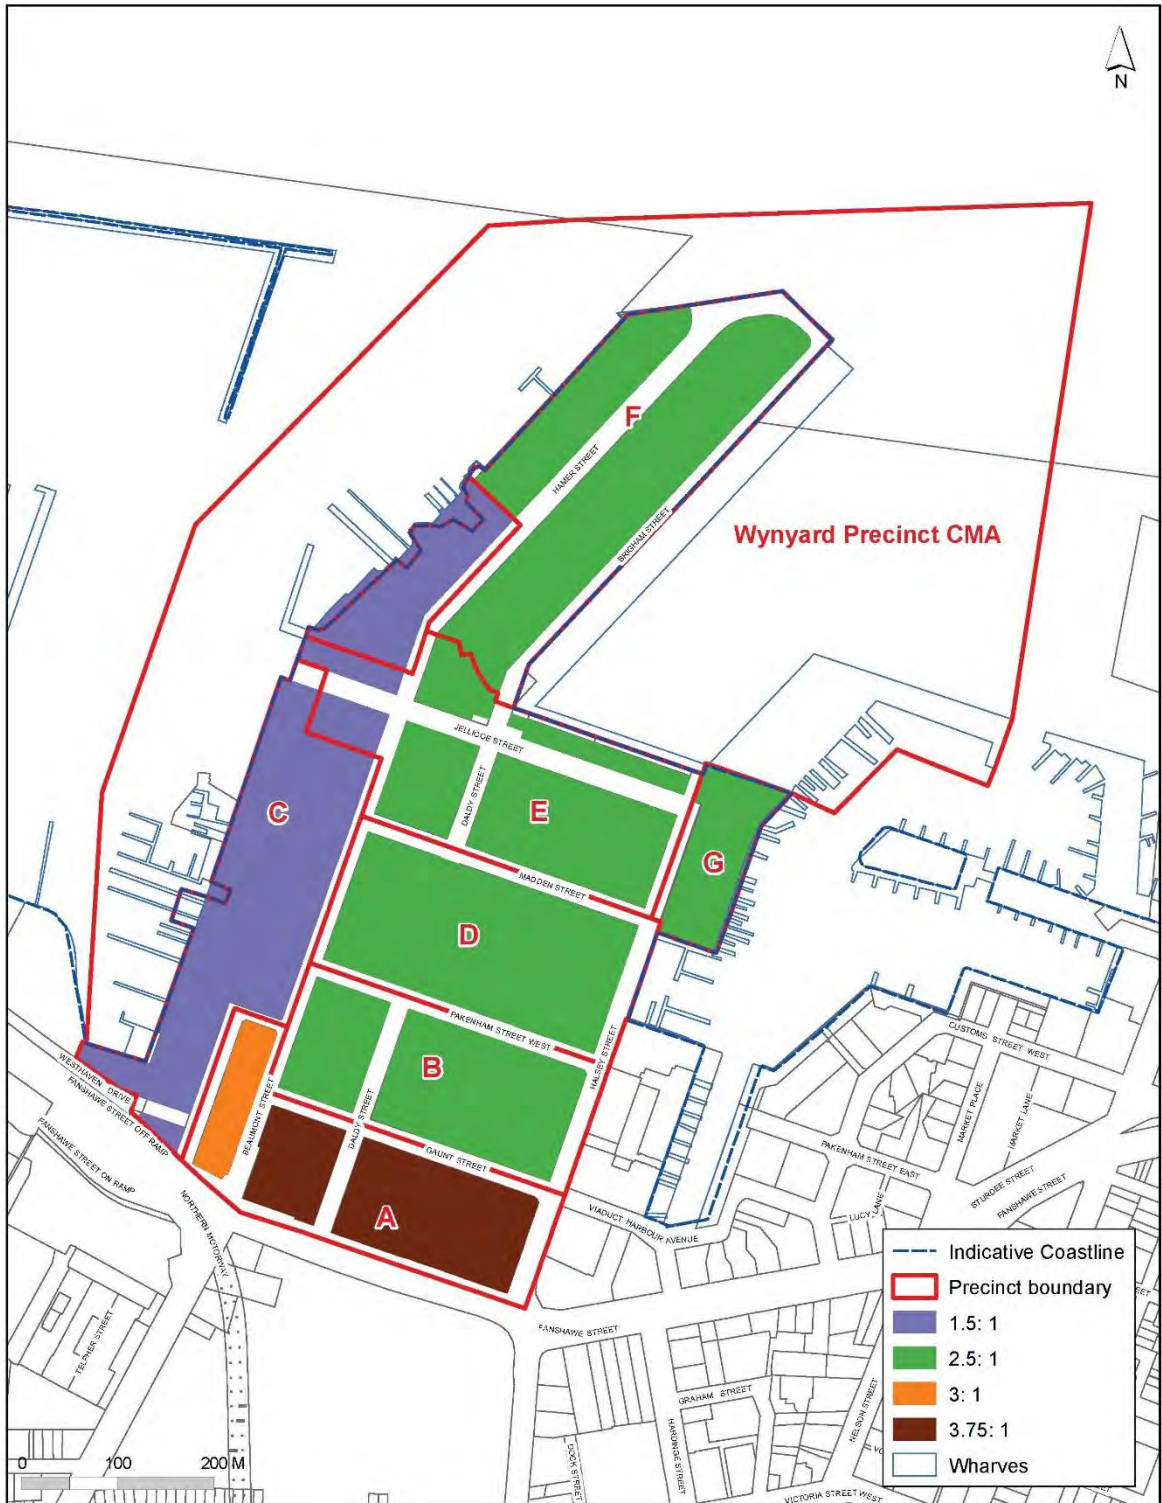 N
F
HAMER STREET
BRIGHAM STREET
Wynyard Precinct CMA
JELLICOE STREET
DALDY STREET
C
E
G
MADDEN STREET
D
PAKENHAM STREET WEST
HALSEY STREET
CUSTOMS STREET WEST
WESTHAVEN DRIVE
FANSHAWE STREET OFF RAMP
B
BEAUMONT STREET
DALDY STREET
GAUNT STREET
MARKET PLACE
MARKET LANE
FANSHAWE STREET ON RAMP
PAKENHAM STREET EAST
STURDEE STREET
FANSHAWE STREET
LUCY LANE
NORTHERN MOTORWAY
A
VIADUCT HARBOUR AVENUE
TELPHER STREET
FANSHAWE STREET
GRAHAM STREET
NELSON STREET
HARDINGE STREET
DOCK STREET
VICTORIA STREET WEST
Indicative Coastline
Precinct boundary
1.5: 1
2.5: 1
3: 1
3.75: 1
Wharves
0 100 200 M